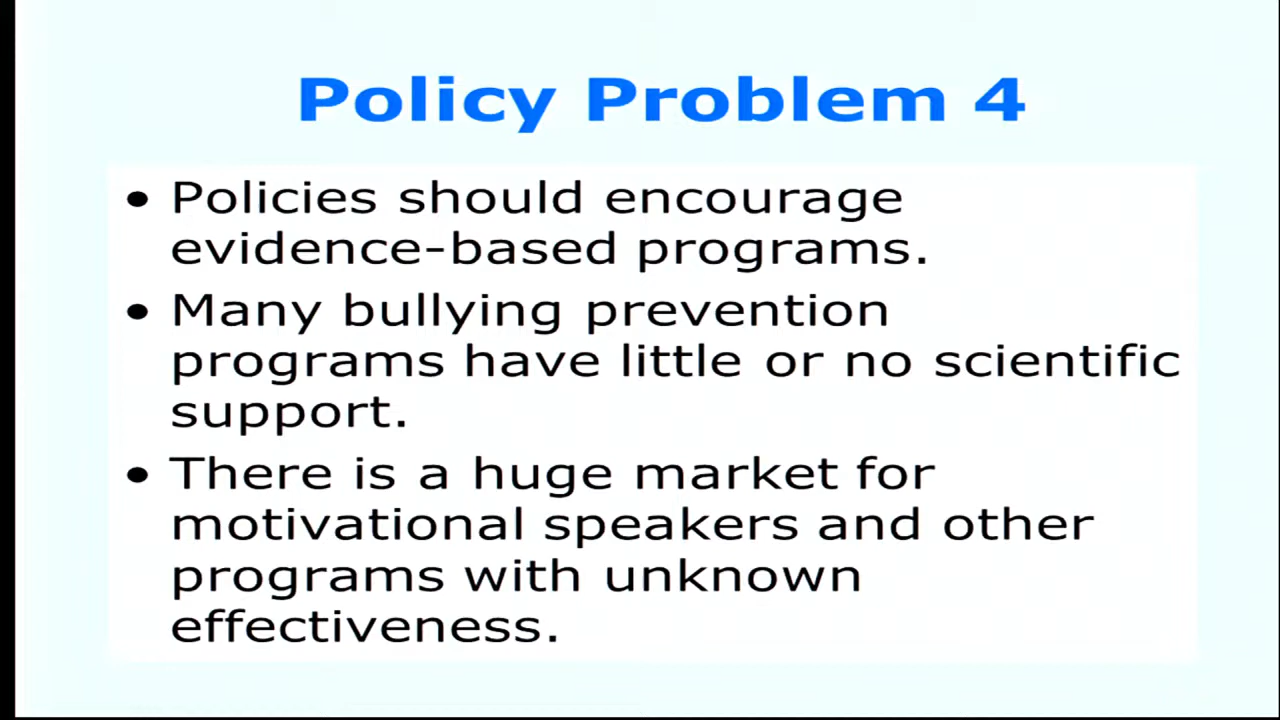 Policy Problem 4
• Policies should encourage
evidence-based programs.
• Many bullying prevention
programs have little or no scientific
support.
• There is a huge market for
motivational speakers and other
programs with unknown
effectiveness.